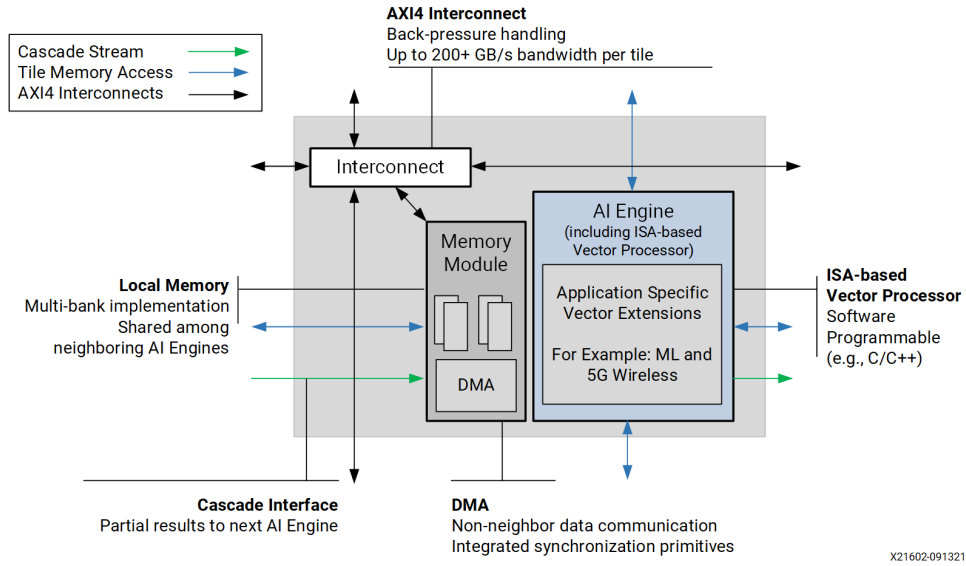 AXI4 Interconnect
Back-pressure handling
Up to 200+ GB/s bandwidth per tile
Cascade Stream
Tile Memory Access
AXI4 Interconnects
Interconnect
AI Engine
(including ISA-based
Vector Processor)
Memory
Module
Application Specific
Vector Extensions
For Example: ML and
5G Wireless
DMA
Local Memory
Multi-bank implementation
Shared among
neighboring AI Engines
ISA-based
Vector Processor
Software
Programmable
(e.g., C/C++)
Cascade Interface
Partial results to next AI Engine
DMA
Non-neighbor data communication
Integrated synchronization primitives
X21602-091321